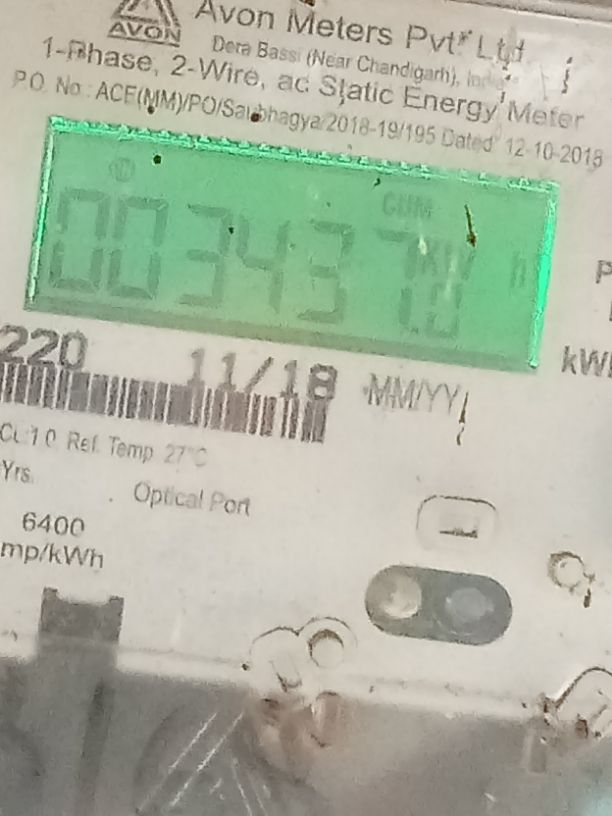 AVON
Avon Meters Pvt. Ltd.
Dera Bassi (Near Chandigarh), India
1-Phase, 2-Wire, ac Static Energy Meter
P.O. No.: ACE(MM)/PO/Saubhagya/2018-19/195 Dated: 12-10-2018
CUM
003437
KW h
1.0
P
kWh
220 11/18 MM/YY
CL 1.0 Ref. Temp 27°C
Yrs.
Optical Port
6400
mp/kWh